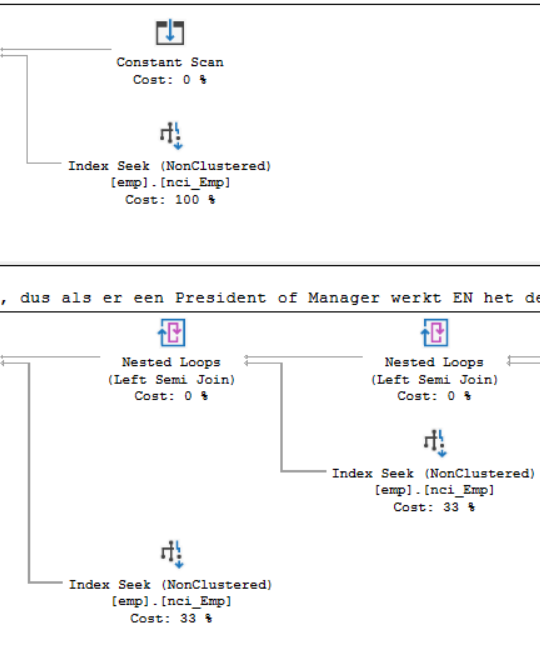 Constant Scan
Cost: 0 %
Index Seek (NonClustered)
[emp].[nci_Emp]
Cost: 100 %
, dus als er een President of Manager werkt EN het de
Nested Loops
(Left Semi Join)
Cost: 0 %
Nested Loops
(Left Semi Join)
Cost: 0 %
Index Seek (NonClustered)
[emp].[nci_Emp]
Cost: 33 %
Index Seek (NonClustered)
[emp].[nci_Emp]
Cost: 33 %